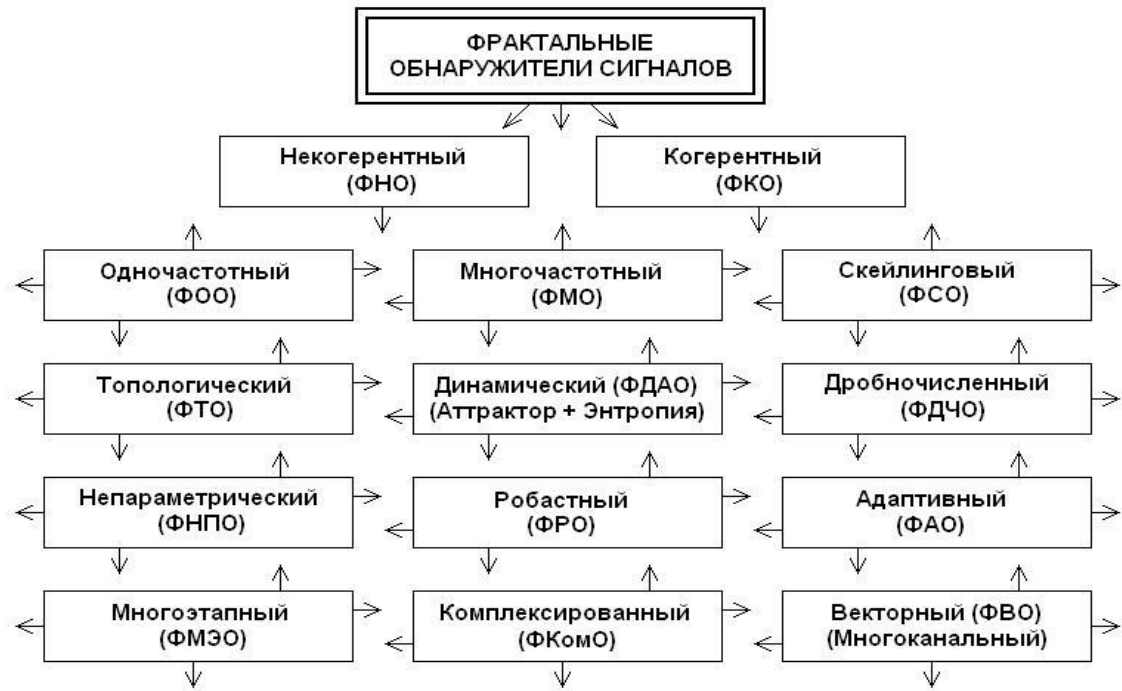 ФРАКТАЛЬНЫЕ
ОБНАРУЖИТЕЛИ СИГНАЛОВ
Некогерентный
(ФНО)
Когерентный
(ФКО)
Одночастотный
(ФОО)
Многочастотный
(ФМО)
Скейлинговый
(ФСО)
Топологический
(ФТО)
Динамический (ФДАО)
(Аттрактор + Энтропия)
Дробночисленный
(ФДЧО)
Непараметрический
(ФНПО)
Робастный
(ФРО)
Адаптивный
(ФАО)
Многоэтапный
(ФМЭО)
Комплексированный
(ФКомО)
Векторный (ФВО)
(Многоканальный)